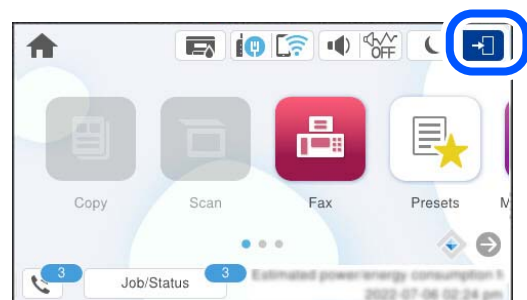 OFF
Copy
Scan
Fax
Presets
M
3
Job/Status
3
Estimated power/energy consumption h
2022-07-06 02:24 pm